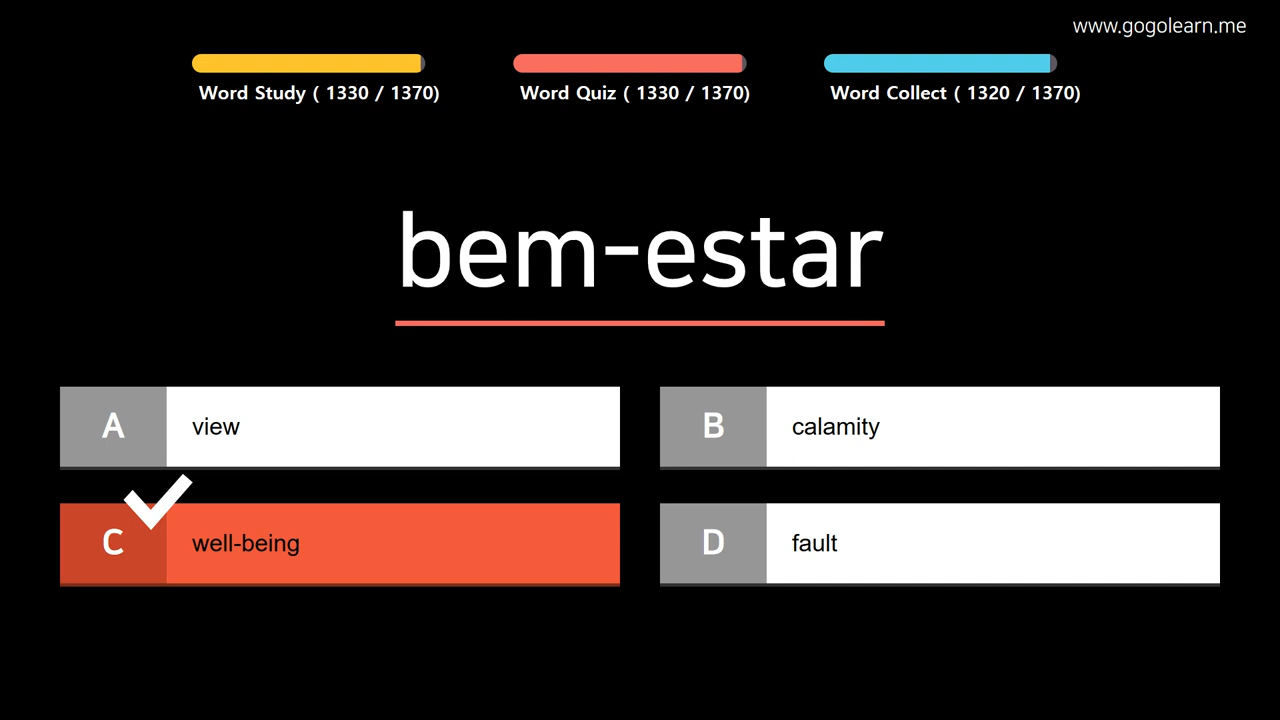 www.gogolearn.me
Word Study ( 1330 / 1370)
Word Quiz ( 1330 / 1370)
Word Collect ( 1320 / 1370)
bem-estar
A view
B calamity
C well-being
D fault